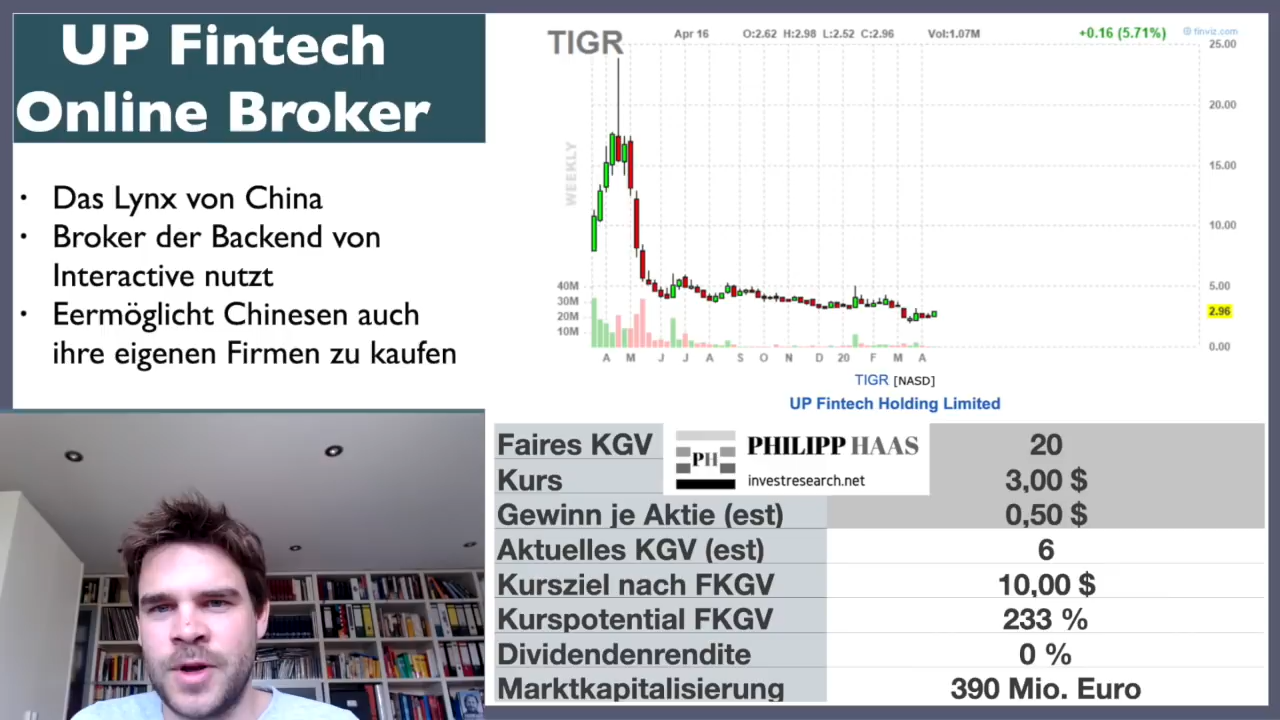 UP Fintech
Online Broker
• Das Lynx von China
• Broker der Backend von
Interactive nutzt
• Eermöglicht Chinesen auch
ihre eigenen Firmen zu kaufen
TIGR
Apr 16 O:2.62 H:2.98 L:2.52 C:2.96 Vol:1.07M +0.16 (5.71%) finviz.com
25.00
20.00
15.00
10.00
5.00
2.96
0.00
WEEKLY
40M
30M
20M
10M
A M J J A S O N D 20 F M A
TIGR [NASD]
UP Fintech Holding Limited
PH PHILIPP HAAS
investresearch.net
Faires KGV 20
Kurs 3,00 $
Gewinn je Aktie (est) 0,50 $
Aktuelles KGV (est) 6
Kursziel nach FKGV 10,00 $
Kurspotential FKGV 233 %
Dividendenrendite 0 %
Marktkapitalisierung 390 Mio. Euro